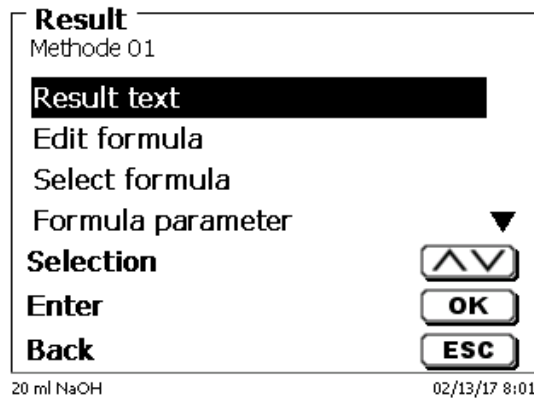 Result
Methode 01
Result text
Edit formula
Select formula
Formula parameter
Selection
Enter OK
Back ESC
20 ml NaOH 02/13/17 8:01